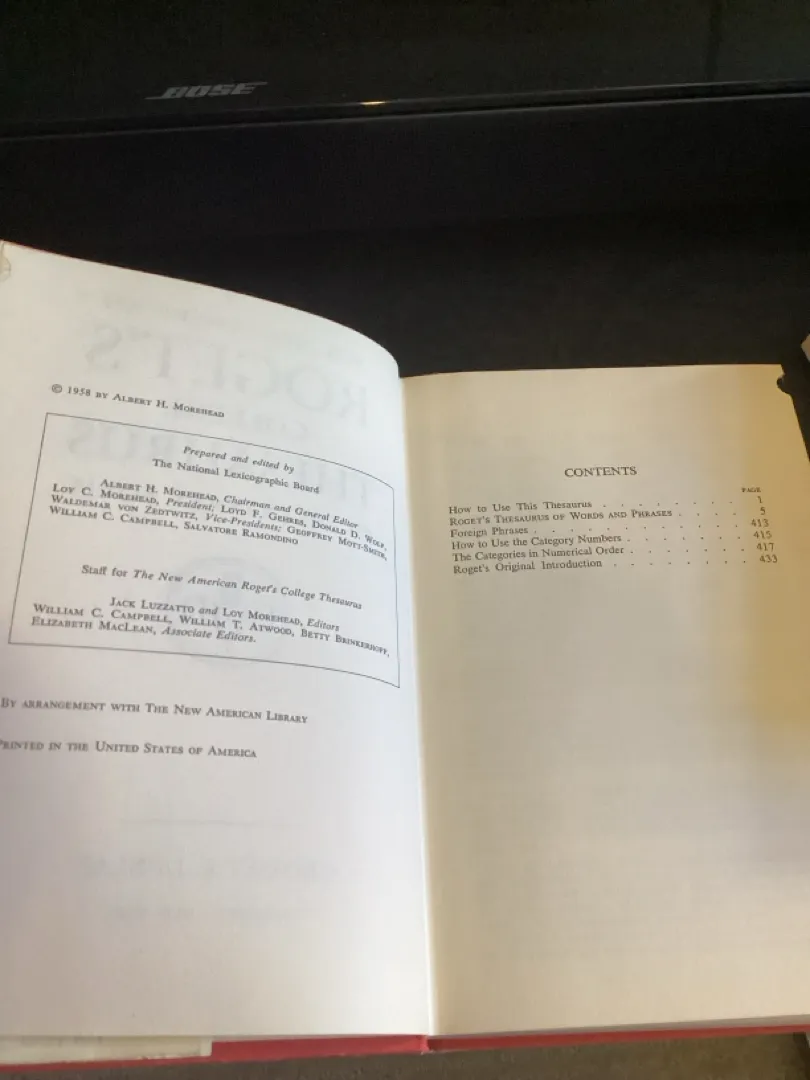 BOSE
© 1958 BY ALBERT H. MOREHEAD
Prepared and edited by
The National Lexicographic Board
ALBERT H. MOREHEAD, Chairman and General Editor
LOY C. MOREHEAD, President; LOYD F. GEHRES, DONALD D. WOLF,
WALDEMAR VON ZEDTWITZ, Vice-Presidents; GEOFFREY MOTT-SMITH,
WILLIAM C. CAMPBELL, SALVATORE RAMONDINO
Staff for The New American Roget's College Thesaurus
JACK LUZZATTO and LOY MOREHEAD, Editors
WILLIAM C. CAMPBELL, WILLIAM T. ATWOOD, BETTY BRINKERHOFF,
ELIZABETH MACLEAN, Associate Editors.
BY ARRANGEMENT WITH THE NEW AMERICAN LIBRARY
PRINTED IN THE UNITED STATES OF AMERICA
CONTENTS
PAGE
How to Use This Thesaurus . . . . . . . . 1
ROGET'S THESAURUS OF WORDS AND PHRASES . . . . 5
Foreign Phrases . . . . . . . . . . . 413
How to Use the Category Numbers . . . . . . 415
The Categories in Numerical Order . . . . . . 417
Roget's Original Introduction . . . . . . . 433